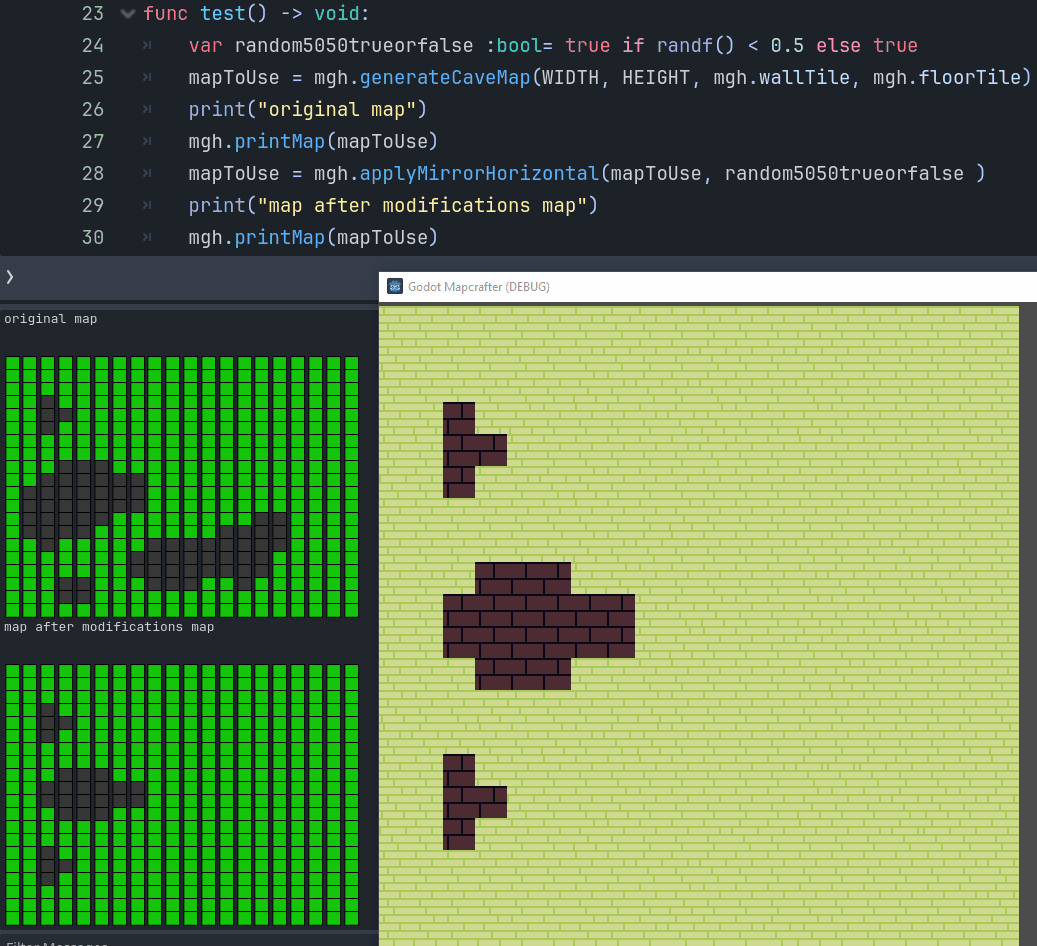 23 func test() -> void:
24 var random5050trueorfalse :bool= true if randf() < 0.5 else true
25 mapToUse = mgh.generateCaveMap(WIDTH, HEIGHT, mgh.wallTile, mgh.floorTile)
26 print("original map")
27 mgh.printMap(mapToUse)
28 mapToUse = mgh.applyMirrorHorizontal(mapToUse, random5050trueorfalse )
29 print("map after modifications map")
30 mgh.printMap(mapToUse)
Godot Mapcrafter (DEBUG)
original map
map after modifications map
Filter Messages